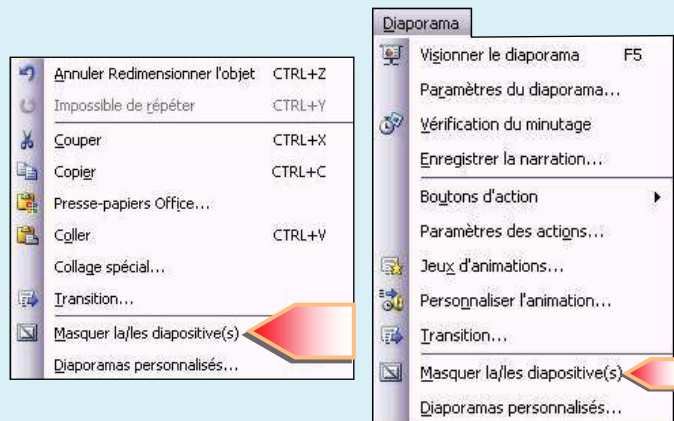 Annuler Redimensionner l'objet CTRL+Z
Impossible de répéter CTRL+Y
Couper CTRL+X
Copier CTRL+C
Presse-papiers Office...
Coller CTRL+V
Collage spécial...
Transition...
Masquer la/les diapositive(s)
Diaporamas personnalisés...
Diaporama
Visionner le diaporama F5
Paramètres du diaporama...
Vérification du minutage
Enregistrer la narration...
Boutons d'action
Paramètres des actions...
Jeux d'animations...
Personnaliser l'animation...
Transition...
Masquer la/les diapositive(s)
Diaporamas personnalisés...